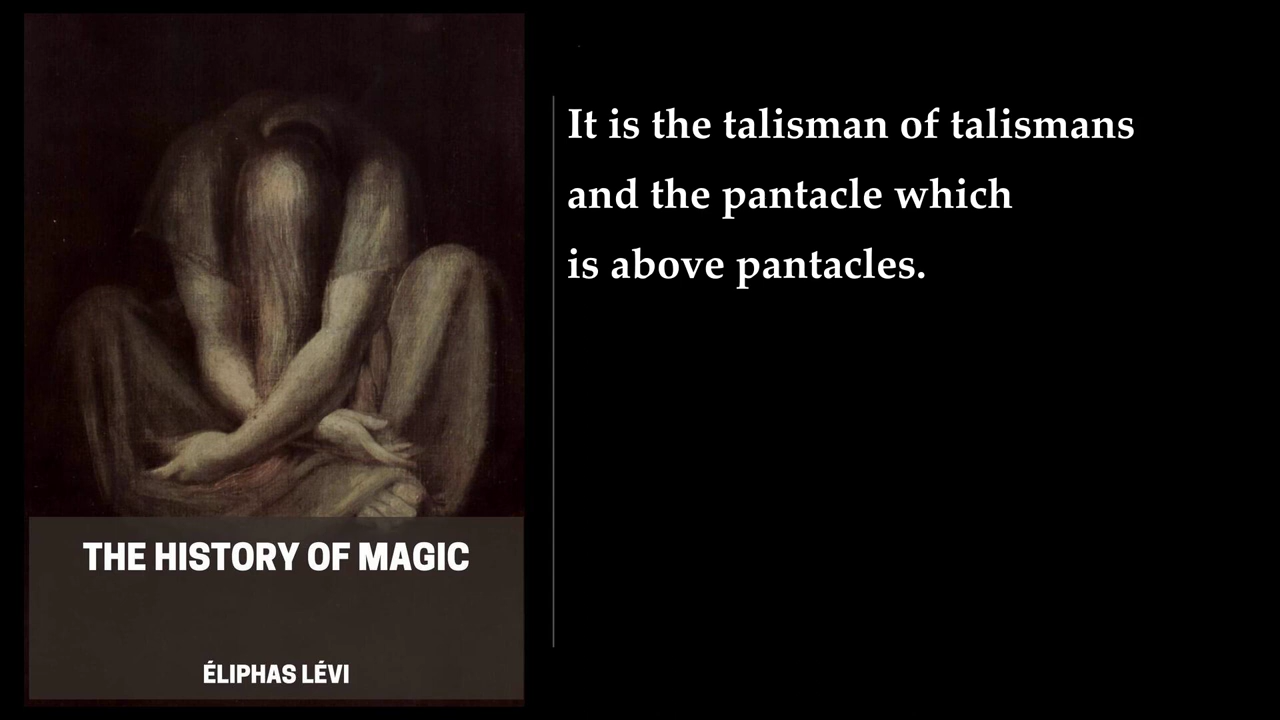 THE HISTORY OF MAGIC
ÉLIPHAS LÉVI
It is the talisman of talismans
and the pantacle which
is above pantacles.